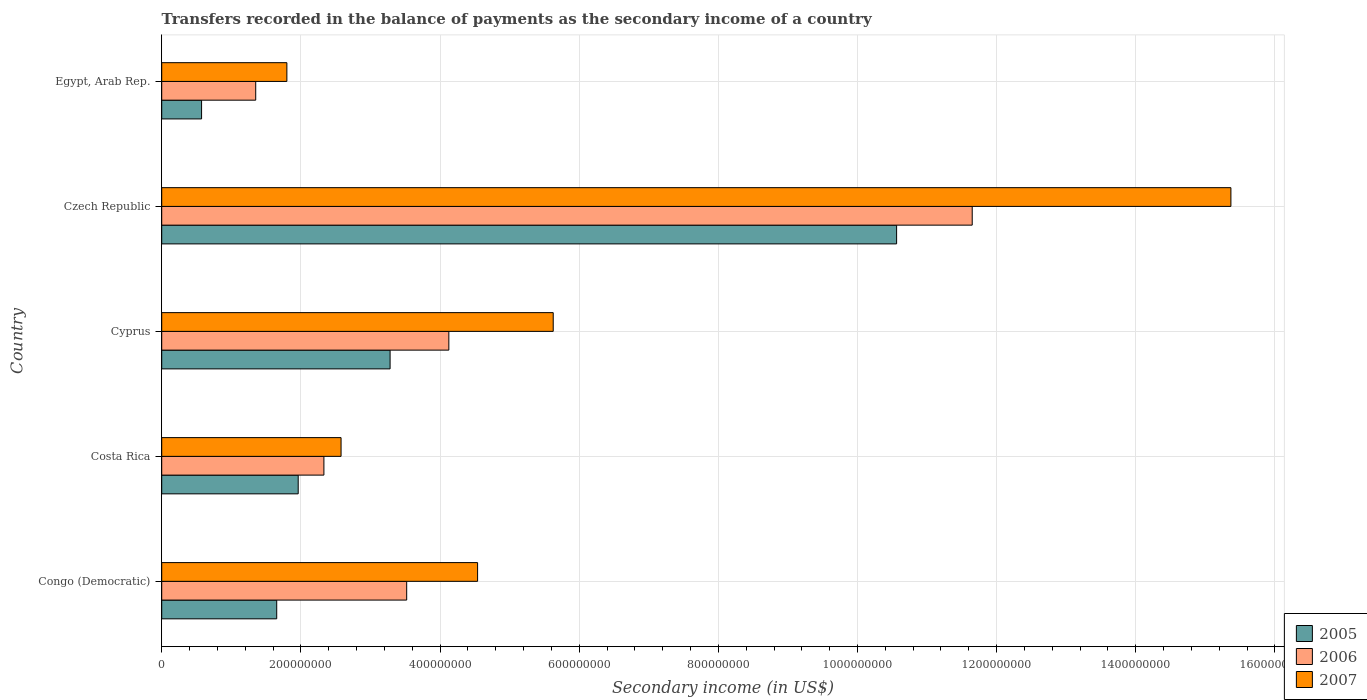 Transfers recorded in the balance of payments as the secondary income of a country
Egypt, Arab Rep.
Czech Republic
Cyprus
Costa Rica
Congo (Democratic)
Country
0
200000000
400000000
600000000
800000000
1000000000
1200000000
1400000000
Secondary income (in US$)
2005
2006
2007